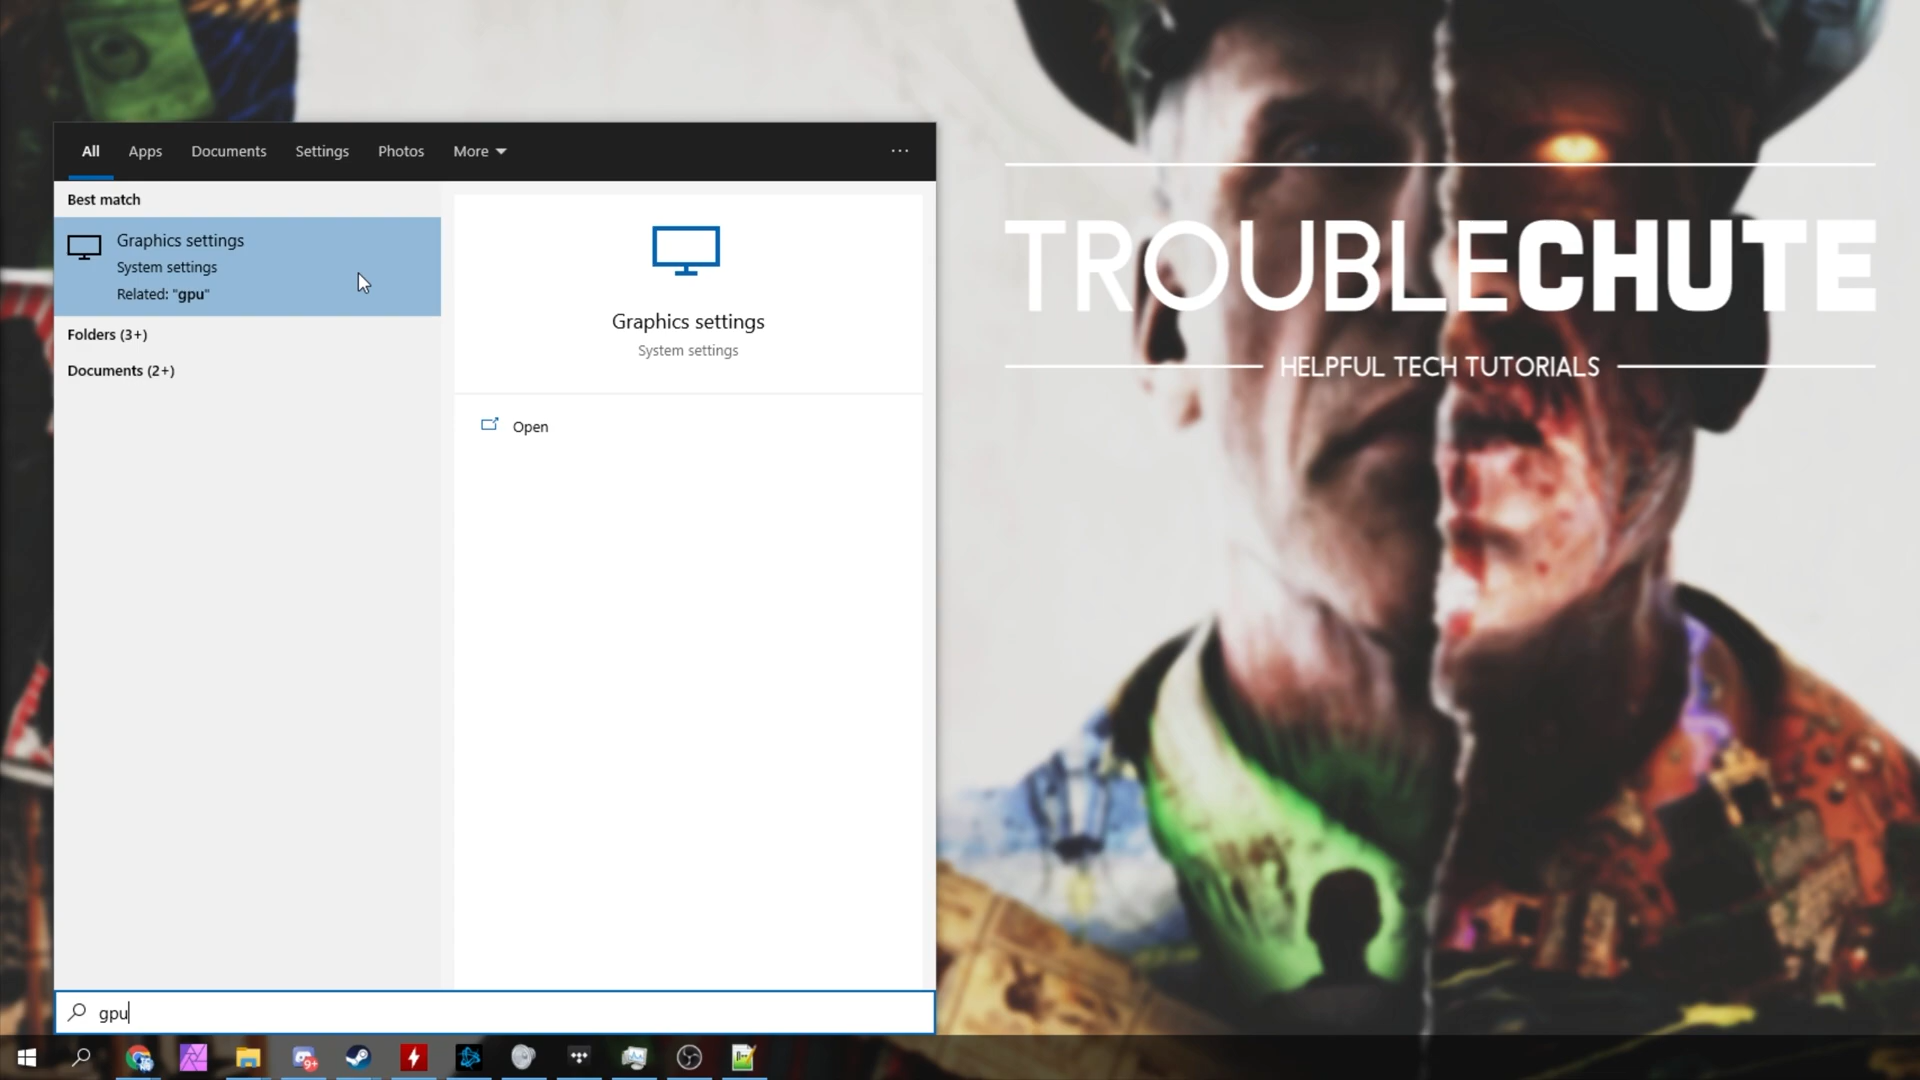 All Apps Documents Settings Photos More ...
Best match
Graphics settings
System settings
Related: "gpu"
Folders (3+)
Documents (2+)
Graphics settings
System settings
Open
TROUBLECHUTE
HELPFUL TECH TUTORIALS
gpu
9+